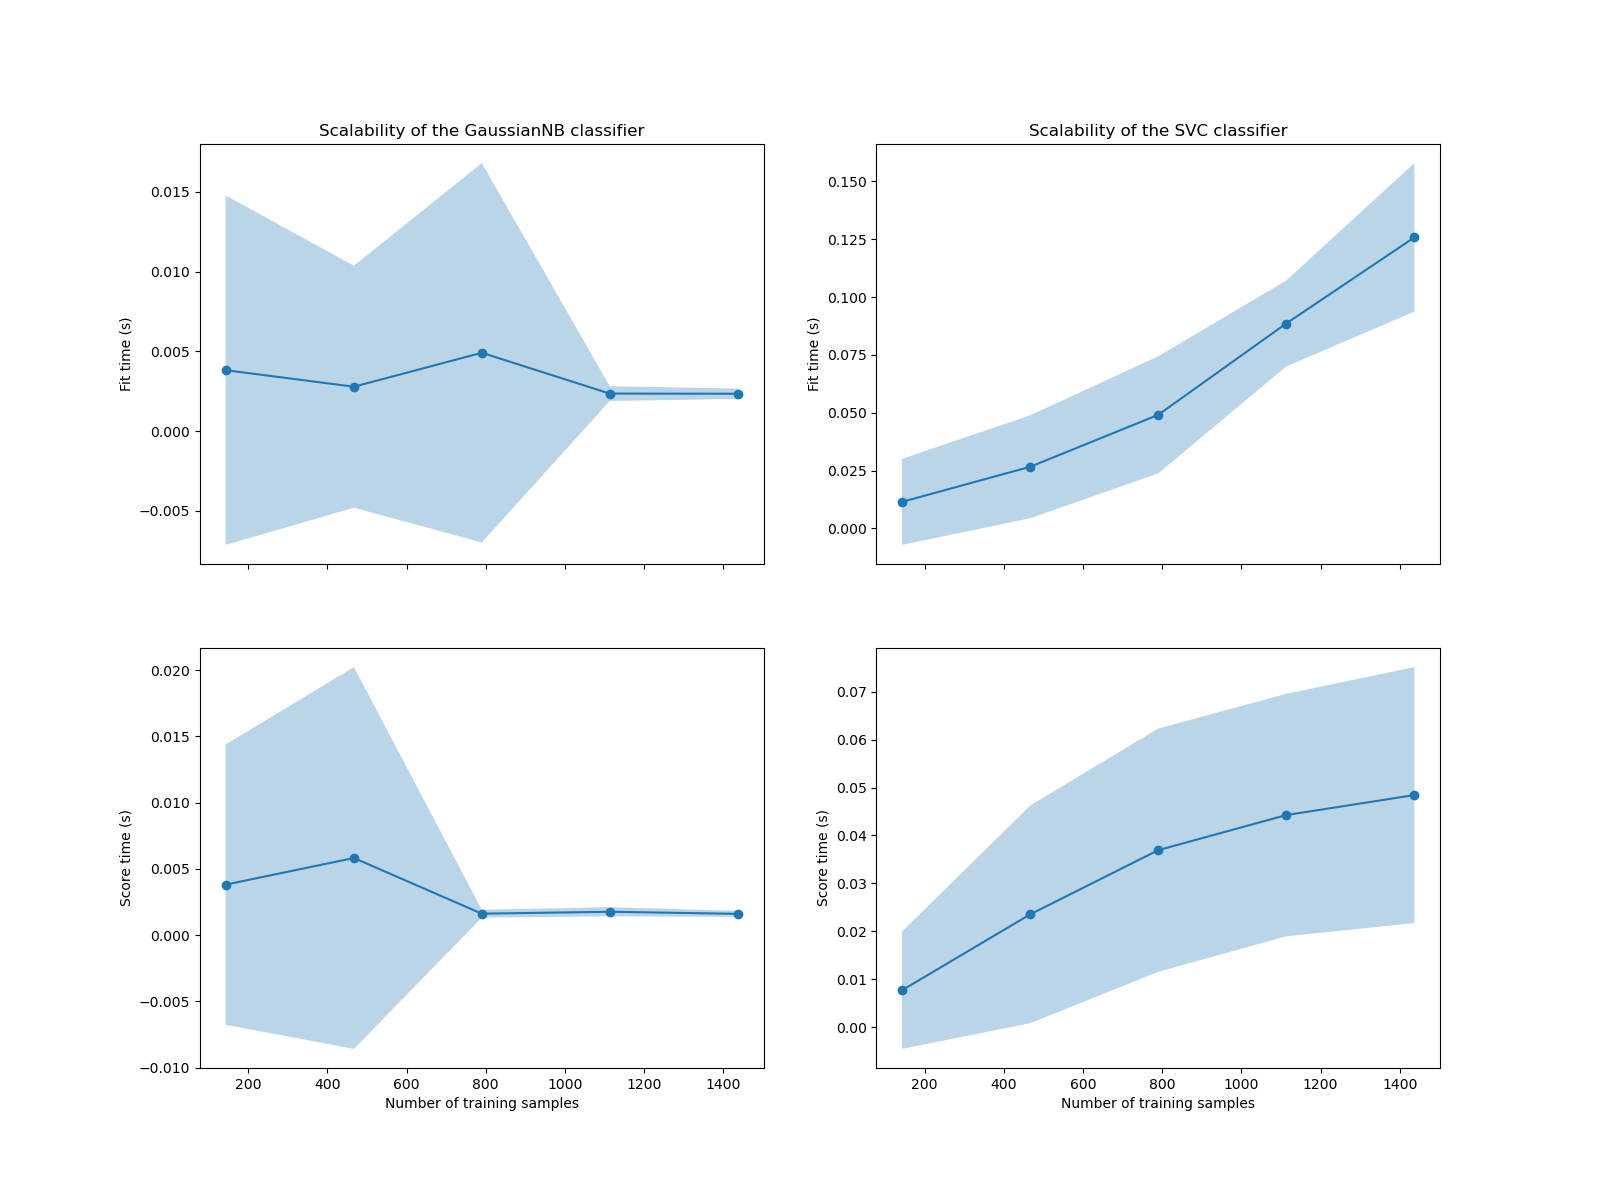 Scalability of the GaussianNB classifier
Fit time (s)
0.015
0.010
0.005
0.000
−0.005
Scalability of the SVC classifier
Fit time (s)
0.150
0.125
0.100
0.075
0.050
0.025
0.000
Score time (s)
0.020
0.015
0.010
0.005
0.000
−0.005
−0.010
200 400 600 800 1000 1200 1400
Number of training samples
Score time (s)
0.07
0.06
0.05
0.04
0.03
0.02
0.01
0.00
200 400 600 800 1000 1200 1400
Number of training samples